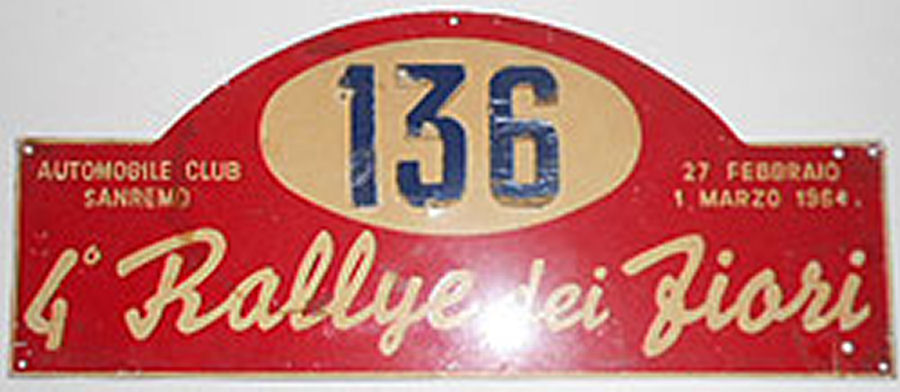 136
AUTOMOBILE CLUB
SANREMO
27 FEBBRAIO
1. MARZO 1964.
4° Rallye dei Fiori